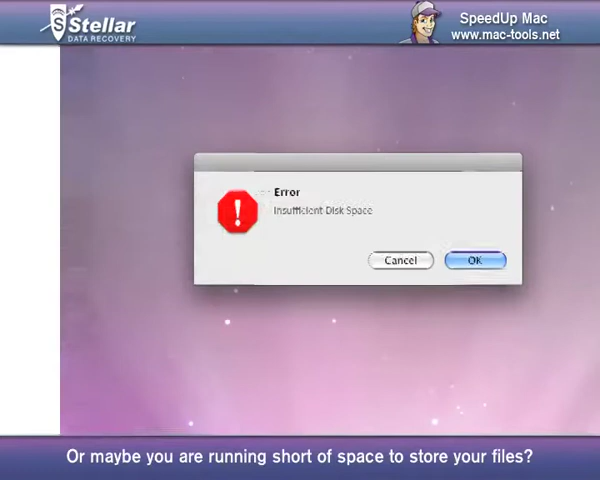 Stellar
DATA RECOVERY
SpeedUp Mac
www.mac-tools.net
Error
Insufficient Disk Space
Cancel
OK
Or maybe you are running short of space to store your files?